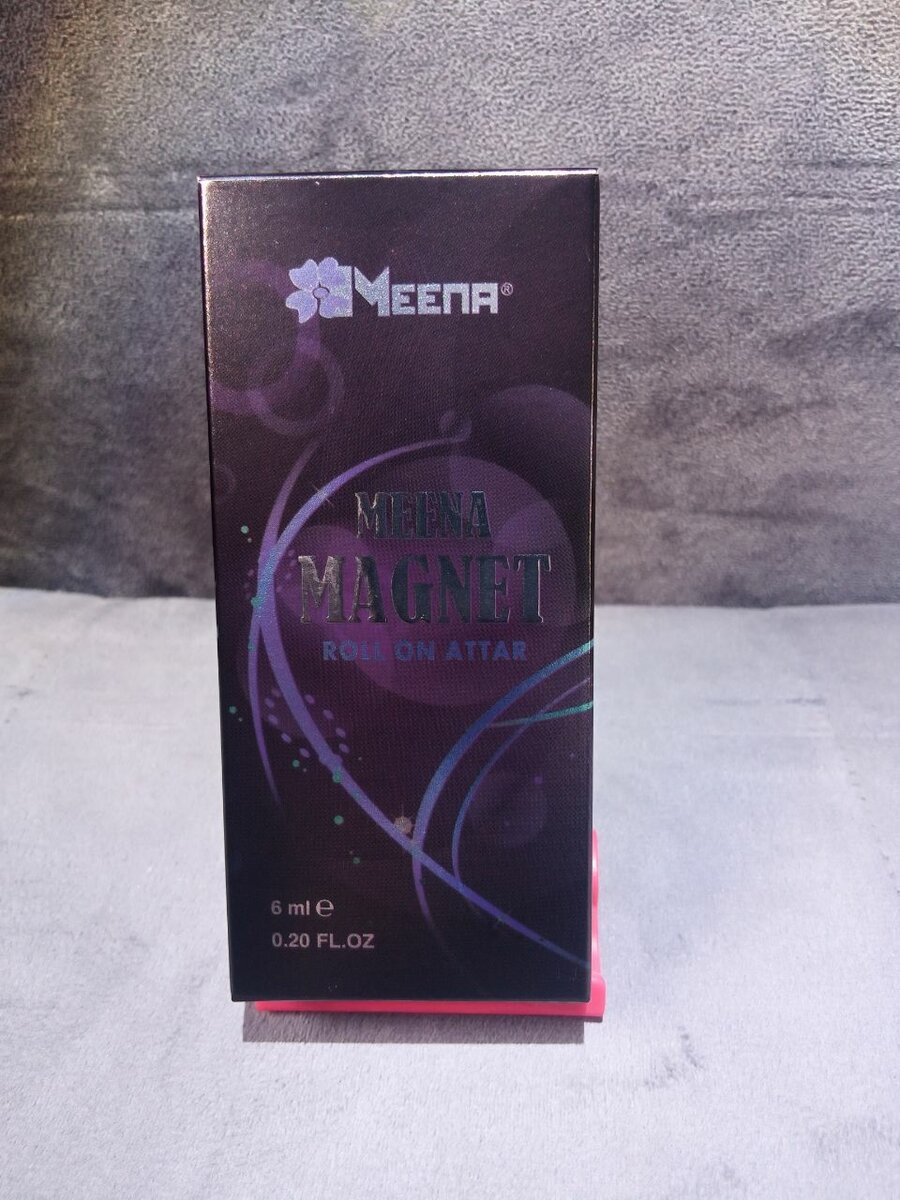 MEENA®
MEENA
MAGNET
ROLL ON ATTAR
6 ml ℮
0.20 FL.OZ